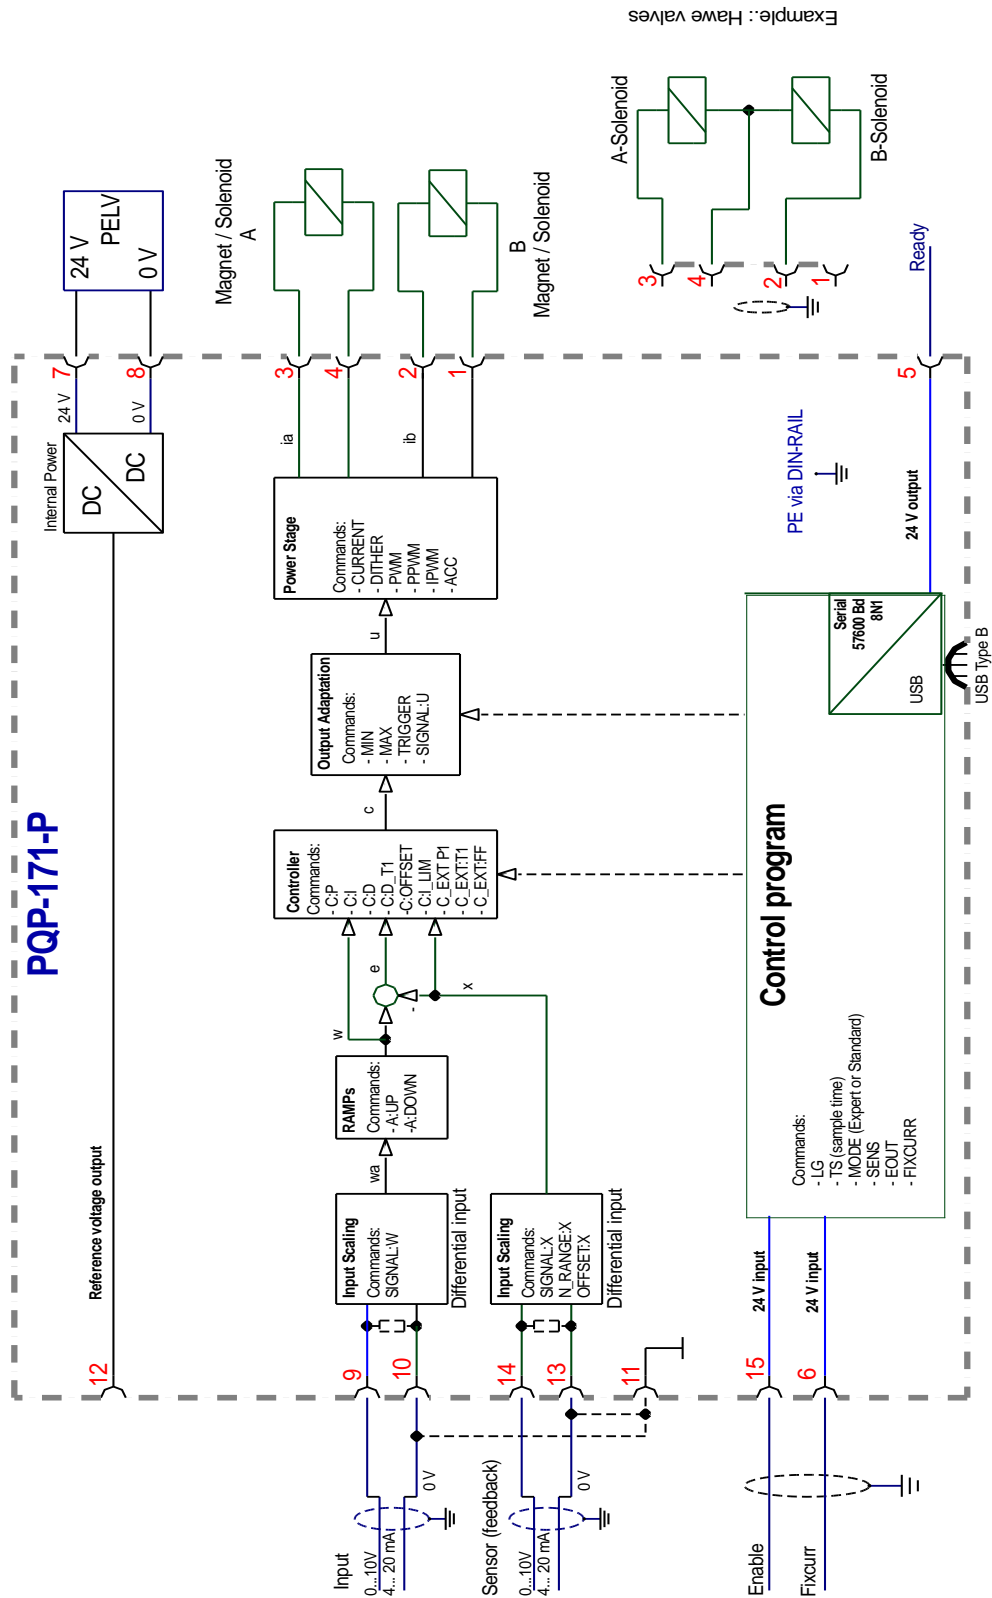 PQP-171-P
Reference voltage output
12
Internal Power
DC
DC
24 V
0 V
7
8
24 V
PELV
0 V
Input
0... 10V
4... 20 mA
0 V
9
10
Input Scaling
Commands:
SIGNAL:W
Differential input
wa
RAMPs
Commands:
- A:UP
-A:DOWN
w
e
-
x
Controller
Commands:
- C:P
- C:I
- C:D
- C:D_T1
- C:OFFSET
- C:I_LIM
- C_EXT P1
- C_EXT:T1
- C_EXT:FF
c
Output Adaptation
Commands:
- MIN
- MAX
- TRIGGER
- SIGNAL:U
u
Power Stage
Commands:
- CURRENT
- DITHER
- PWM
- PPWM
- IPWM
- ACC
ia
ib
3
4
2
1
Magnet / Solenoid
A
B
Magnet / Solenoid
Sensor (feedback)
0... 10V
4... 20 mA
0 V
14
13
11
Input Scaling
Commands:
SIGNAL:X
N_RANGE:X
OFFSET:X
Differential input
Enable
Fixcurr
15
6
24 V input
24 V input
Control program
Commands:
- LG
- TS (sample time)
- MODE (Expert or Standard)
- SENS
- EOUT
- FIXCURR
Serial
57600 Bd
8N1
USB
USB Type B
24 V output
PE via DIN-RAIL
5
Ready
3
4
2
1
A-Solenoid
B-Solenoid
Example.: Hawe valves